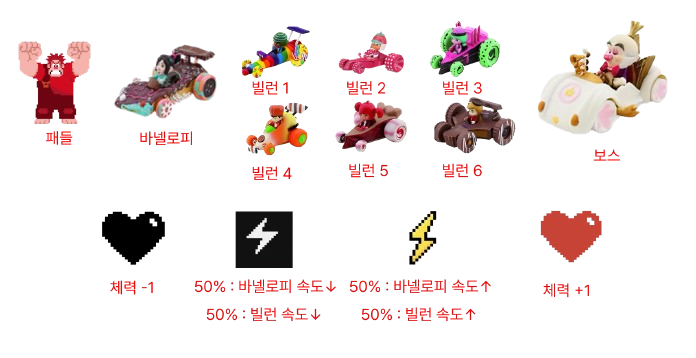 빌런 1
빌런 2
빌런 3
패들
바넬로피
빌런 4
빌런 5
빌런 6
보스
체력 -1
50% : 바넬로피 속도↓
50% : 빌런 속도↓
50% : 바넬로피 속도↑
50% : 빌런 속도↑
체력 +1